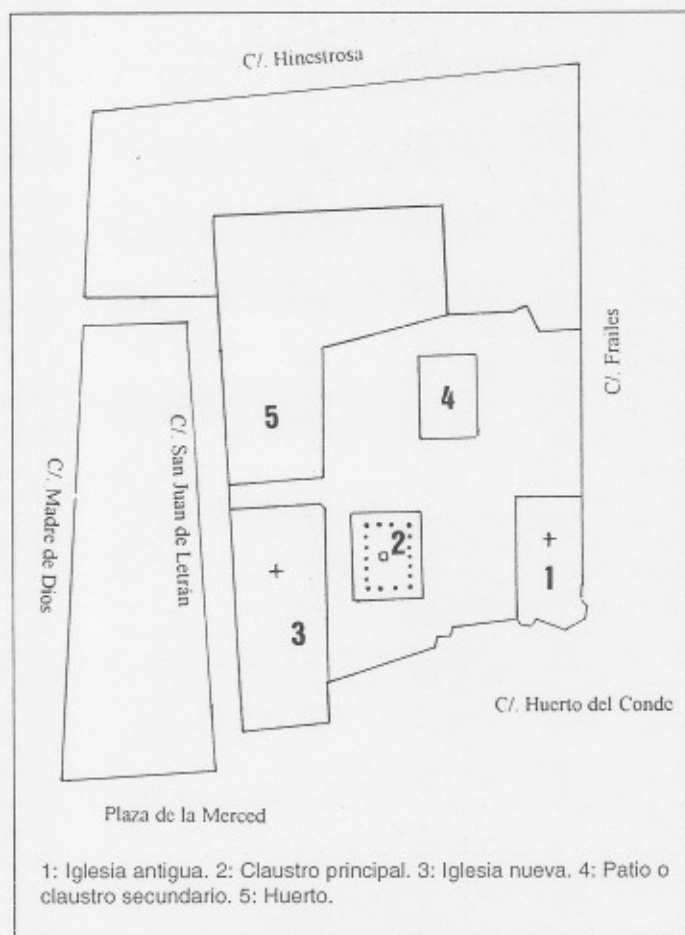 C/. Hinestrosa
C/. Frailes
4
5
C/. San Juan de Letrán
C/. Madre de Dios
2
1
3
C/. Huerto del Conde
Plaza de la Merced
1: Iglesia antigua. 2: Claustro principal. 3: Iglesia nueva. 4: Patio o
claustro secundario. 5: Huerto.